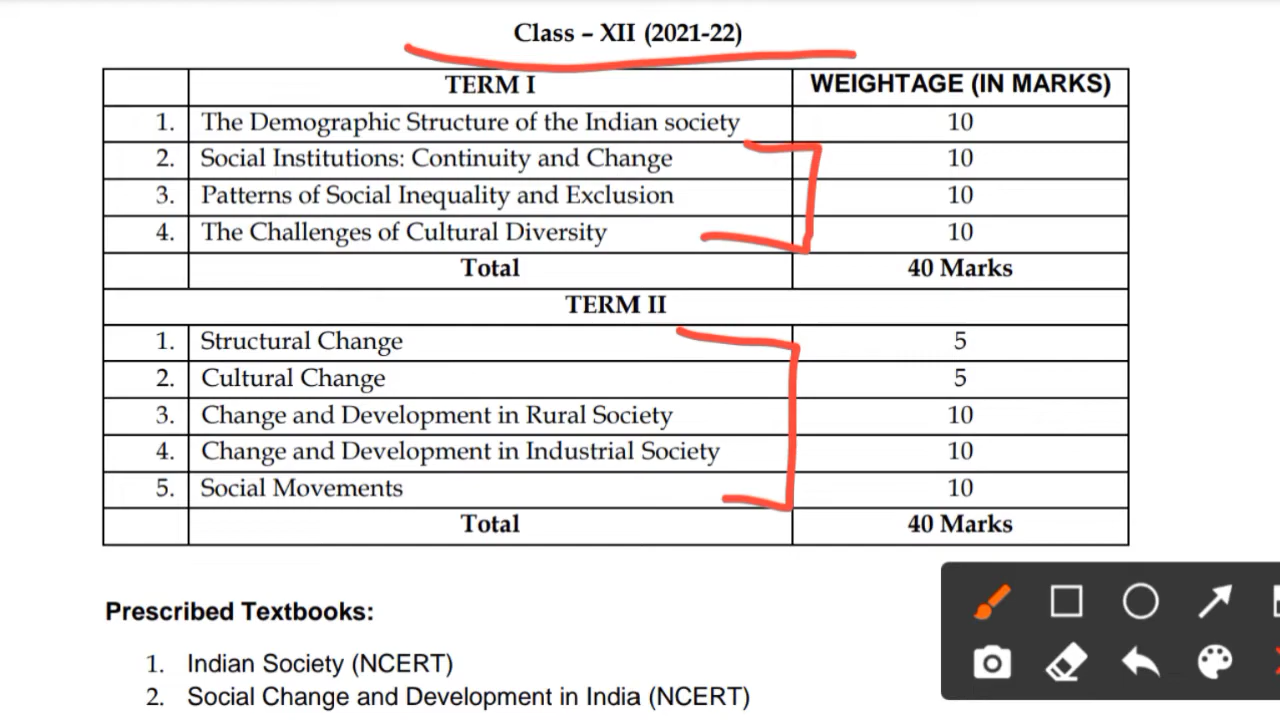 Class – XII (2021-22)
TERM I WEIGHTAGE (IN MARKS)
1. The Demographic Structure of the Indian society 10
2. Social Institutions: Continuity and Change 10
3. Patterns of Social Inequality and Exclusion 10
4. The Challenges of Cultural Diversity 10
Total 40 Marks
TERM II
1. Structural Change 5
2. Cultural Change 5
3. Change and Development in Rural Society 10
4. Change and Development in Industrial Society 10
5. Social Movements 10
Total 40 Marks
Prescribed Textbooks:
1. Indian Society (NCERT)
2. Social Change and Development in India (NCERT)